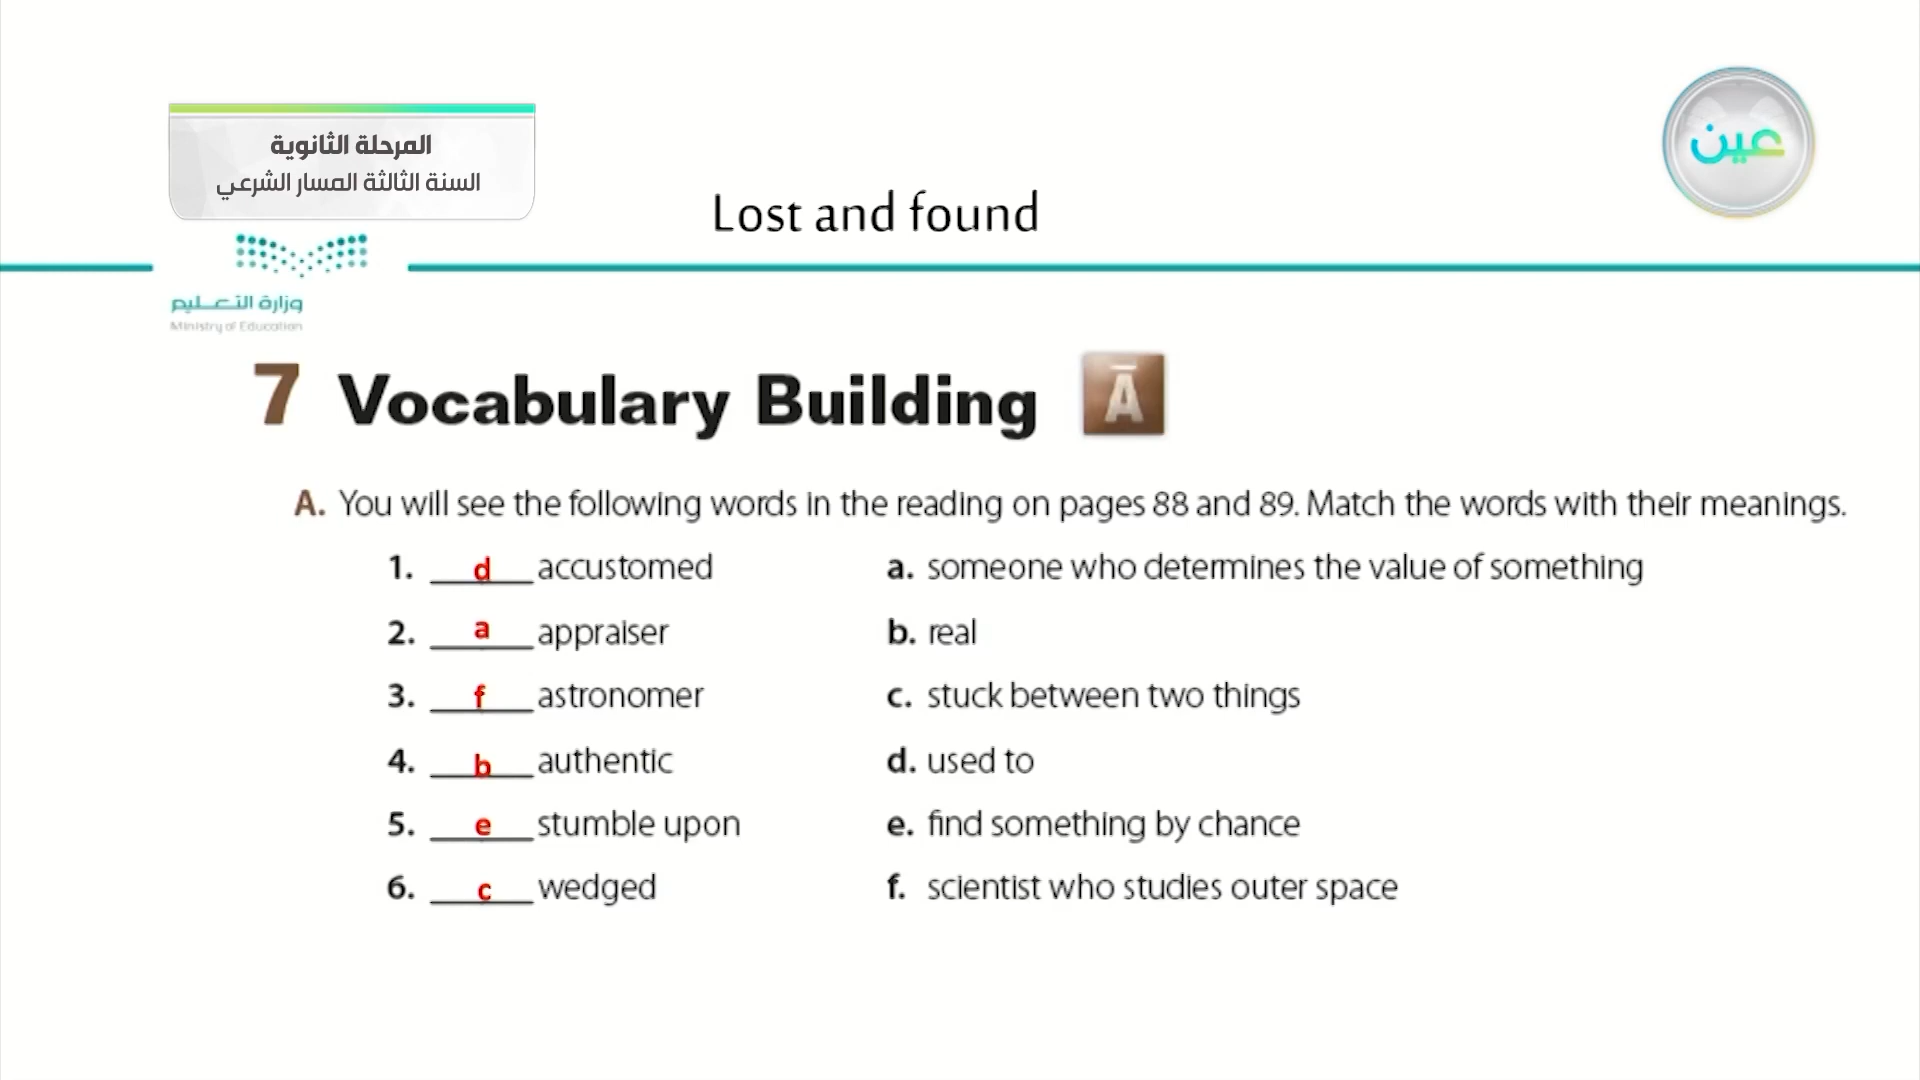 المرحلة الثانوية
السنة الثالثة المسار الشرعي
عين
Lost and found
وزارة التعليم
Ministry of Education
7 Vocabulary Building A
A. You will see the following words in the reading on pages 88 and 89. Match the words with their meanings.
1. d accustomed a. someone who determines the value of something
2. a appraiser b. real
3. f astronomer c. stuck between two things
4. b authentic d. used to
5. e stumble upon e. find something by chance
6. c wedged f. scientist who studies outer space